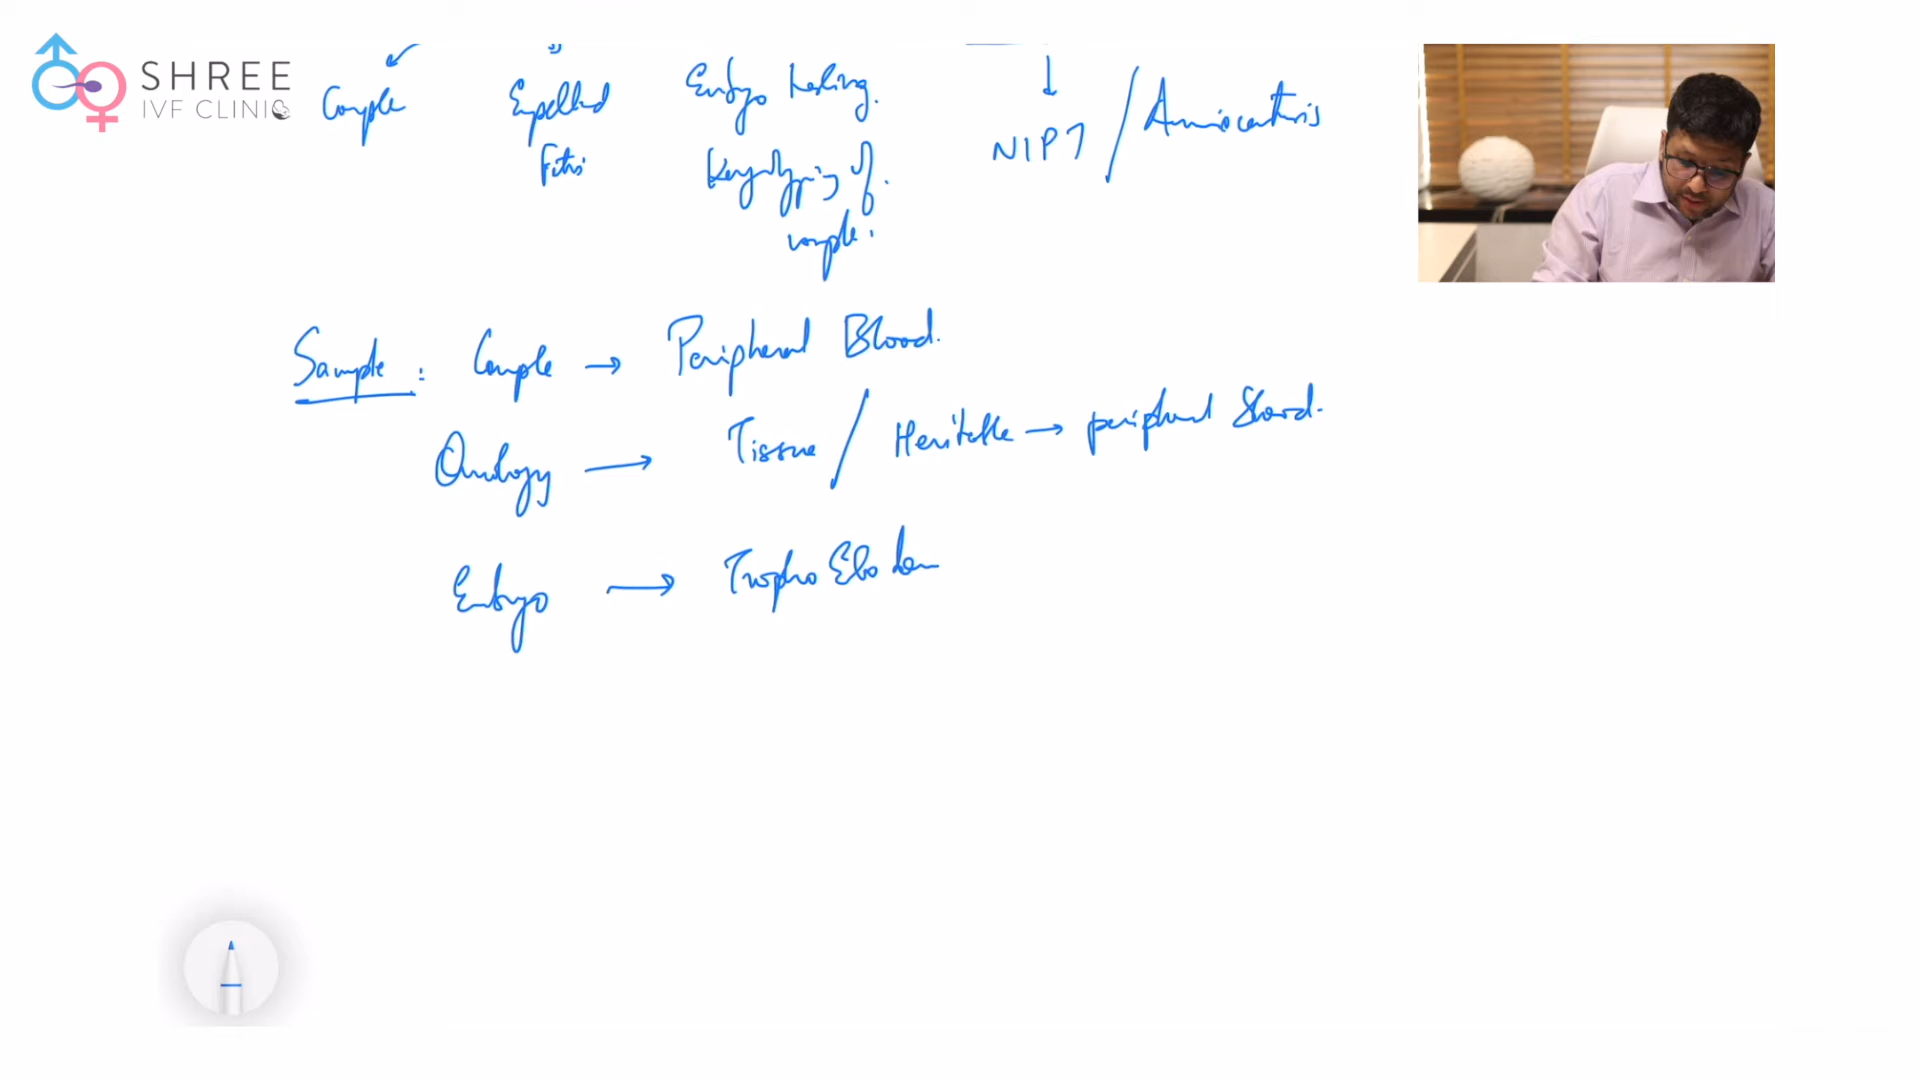 SHREE
IVF CLINIC
Couple Expelled Embryo testing. NIPT / Amniocentesis
Fetus Karyotyping of
couple.
Sample : Couple → Peripheral Blood.
Oncology → Tissue / Heritable → peripheral blood.
Embryo → Tropho